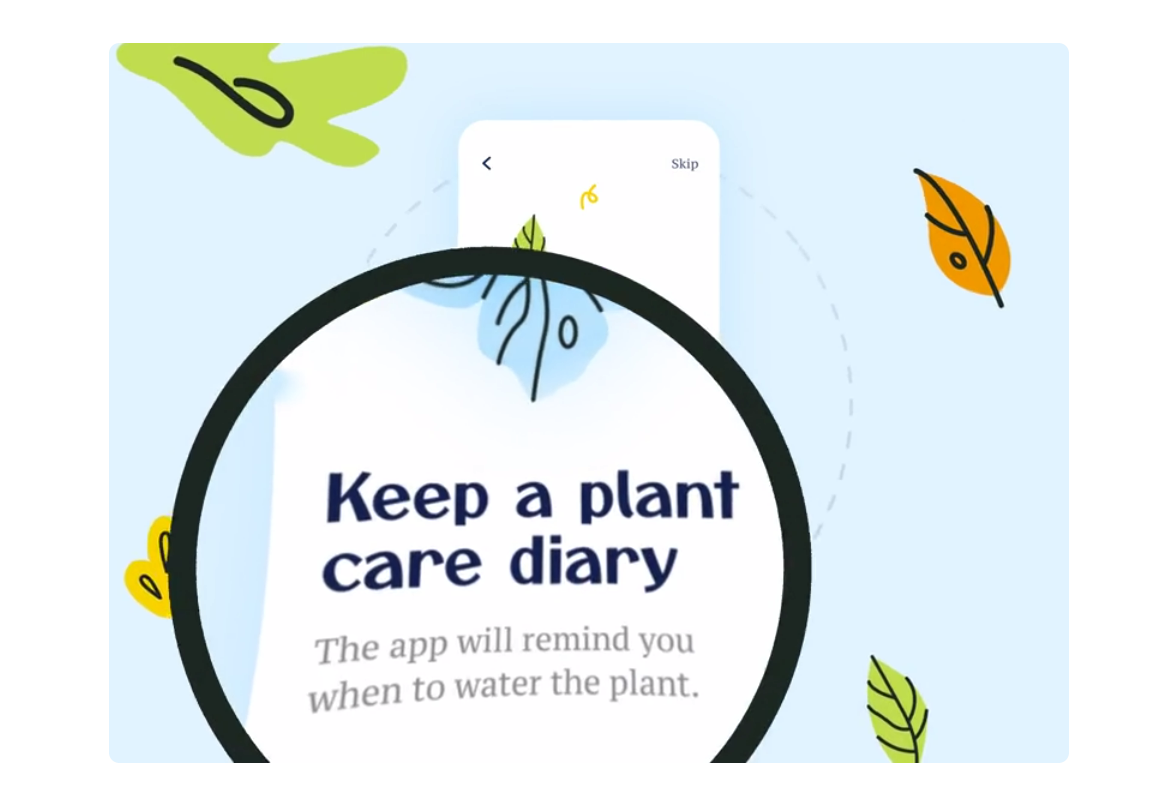 Skip
Keep a plant
care diary
The app will remind you
when to water the plant.